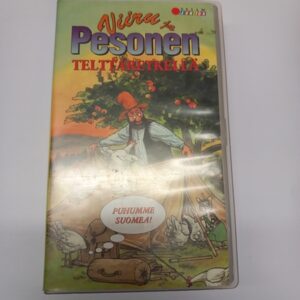 Viiru ja
Pesonen
TELTTARETKELLÄ
PUHUMME
SUOMEA!